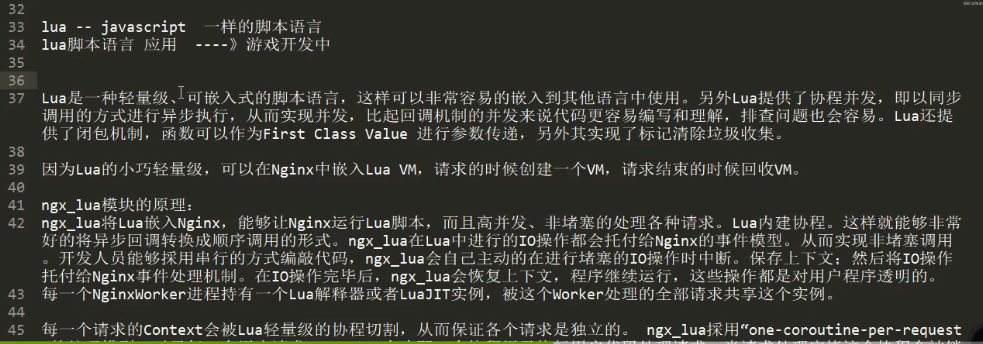 32
33 lua -- javascript 一样的脚本语言
34 lua脚本语言 应用 ----》游戏开发中
35
36
37 Lua是一种轻量级、可嵌入式的脚本语言，这样可以非常容易的嵌入到其他语言中使用。另外Lua提供了协程并发，即以同步
调用的方式进行异步执行，从而实现并发，比起回调机制的并发来说代码更容易编写和理解，排查问题也会容易。Lua还提
供了闭包机制，函数可以作为First Class Value 进行参数传递，另外其实现了标记清除垃圾收集。
38
39 因为Lua的小巧轻量级，可以在Nginx中嵌入Lua VM，请求的时候创建一个VM，请求结束的时候回收VM。
40
41 ngx_lua模块的原理：
42 ngx_lua将Lua嵌入Nginx，能够让Nginx运行Lua脚本，而且高并发、非堵塞的处理各种请求。Lua内建协程。这样就能够非常
好的将异步回调转换成顺序调用的形式。ngx_lua在Lua中进行的IO操作都会托付给Nginx的事件模型。从而实现非堵塞调用
。开发人员能够採用串行的方式编敲代码，ngx_lua会自己主动的在进行堵塞的IO操作时中断。保存上下文；然后将IO操作
托付给Nginx事件处理机制。在IO操作完毕后，ngx_lua会恢复上下文，程序继续运行，这些操作都是对用户程序透明的。
43 每一个NginxWorker进程持有一个Lua解释器或者LuaJIT实例，被这个Worker处理的全部请求共享这个实例。
44
45 每一个请求的Context会被Lua轻量级的协程切割，从而保证各个请求是独立的。 ngx_lua採用“one-coroutine-per-request